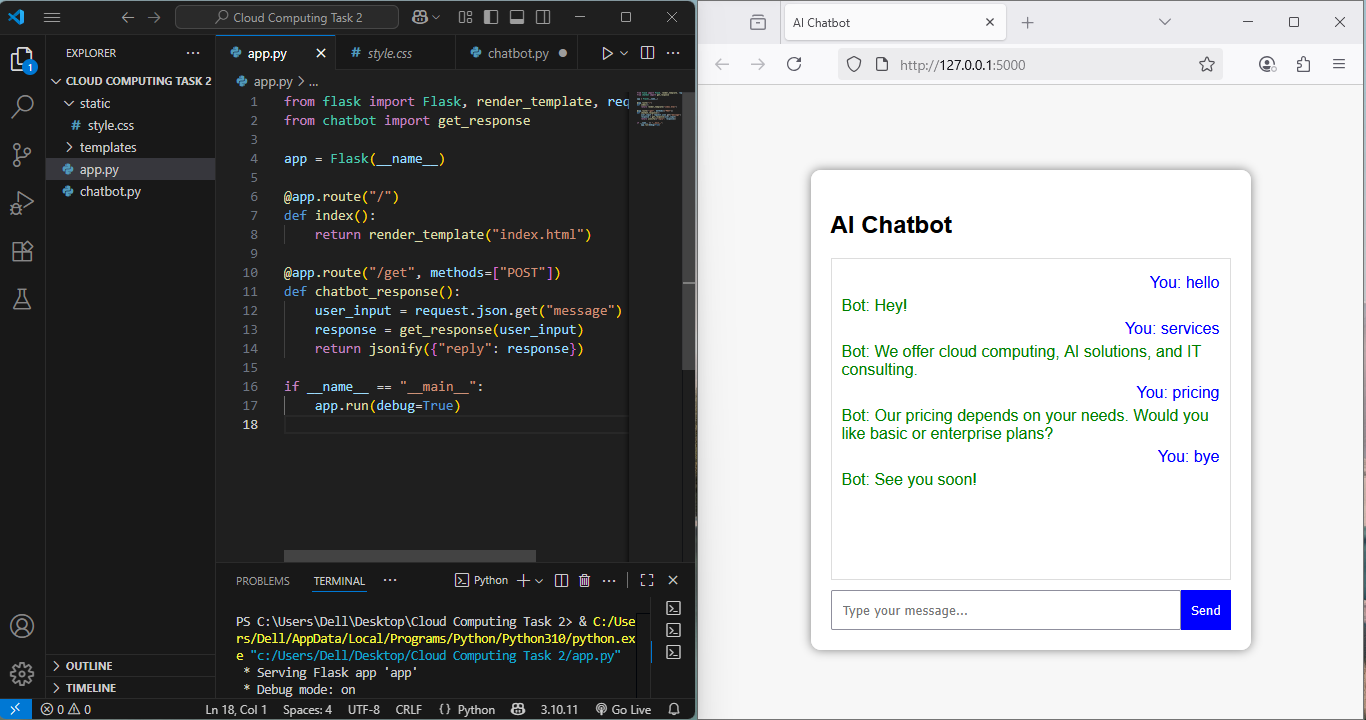 Cloud Computing Task 2
EXPLORER
CLOUD COMPUTING TASK 2
static
# style.css
templates
app.py
chatbot.py
OUTLINE
TIMELINE
1
app.py
# style.css
chatbot.py
app.py > ...
1 from flask import Flask, render_template, req
2 from chatbot import get_response
3
4 app = Flask(__name__)
5
6 @app.route("/")
7 def index():
8 return render_template("index.html")
9
10 @app.route("/get", methods=["POST"])
11 def chatbot_response():
12 user_input = request.json.get("message")
13 response = get_response(user_input)
14 return jsonify({"reply": response})
15
16 if __name__ == "__main__":
17 app.run(debug=True)
18
PROBLEMS TERMINAL ... Python
PS C:\Users\Dell\Desktop\Cloud Computing Task 2> & C:/Use
rs/Dell/AppData/Local/Programs/Python/Python310/python.ex
e "c:/Users/Dell/Desktop/Cloud Computing Task 2/app.py"
* Serving Flask app 'app'
* Debug mode: on
0 0 Ln 18, Col 1 Spaces: 4 UTF-8 CRLF {} Python 3.10.11 Go Live
AI Chatbot
http://127.0.0.1:5000
AI Chatbot
You: hello
Bot: Hey!
You: services
Bot: We offer cloud computing, AI solutions, and IT
consulting.
You: pricing
Bot: Our pricing depends on your needs. Would you
like basic or enterprise plans?
You: bye
Bot: See you soon!
Type your message... Send